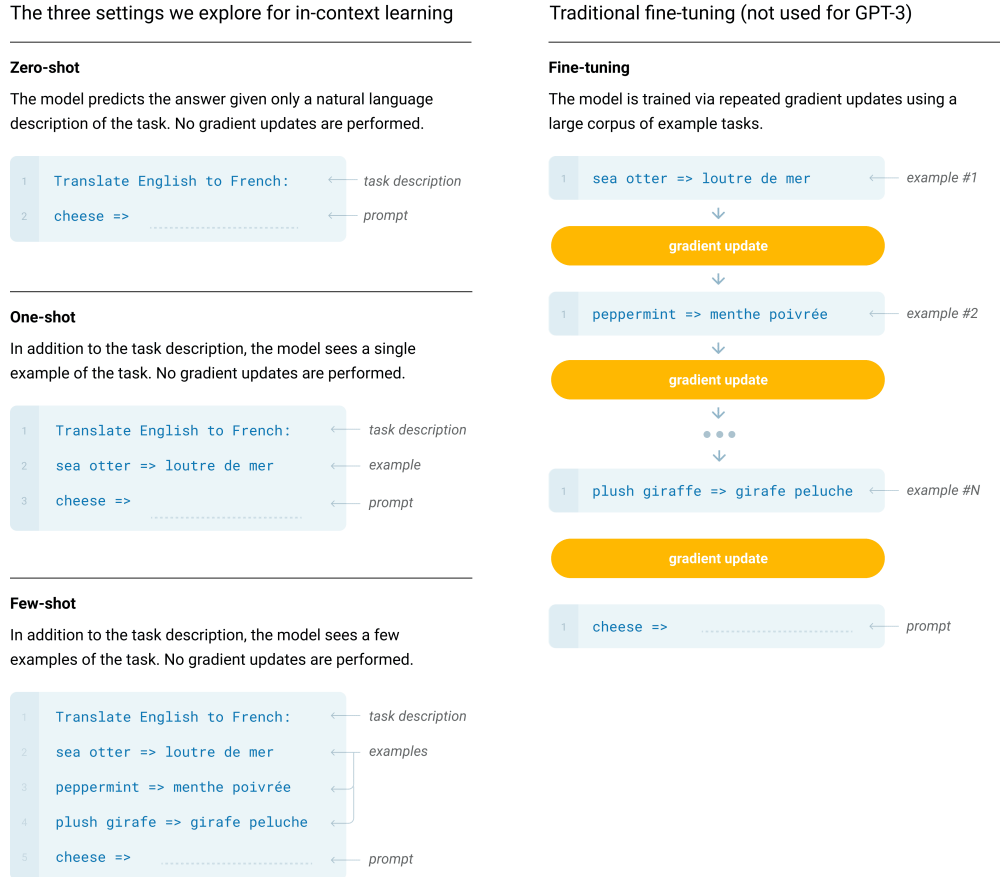 The three settings we explore for in-context learning
Zero-shot
The model predicts the answer given only a natural language
description of the task. No gradient updates are performed.
1 Translate English to French: task description
2 cheese => prompt
One-shot
In addition to the task description, the model sees a single
example of the task. No gradient updates are performed.
1 Translate English to French: task description
2 sea otter => loutre de mer example
3 cheese => prompt
Few-shot
In addition to the task description, the model sees a few
examples of the task. No gradient updates are performed.
1 Translate English to French: task description
2 sea otter => loutre de mer examples
3 peppermint => menthe poivrée
4 plush girafe => girafe peluche
5 cheese => prompt
Traditional fine-tuning (not used for GPT-3)
Fine-tuning
The model is trained via repeated gradient updates using a
large corpus of example tasks.
1 sea otter => loutre de mer example #1
gradient update
1 peppermint => menthe poivrée example #2
gradient update
1 plush giraffe => girafe peluche example #N
gradient update
1 cheese => prompt